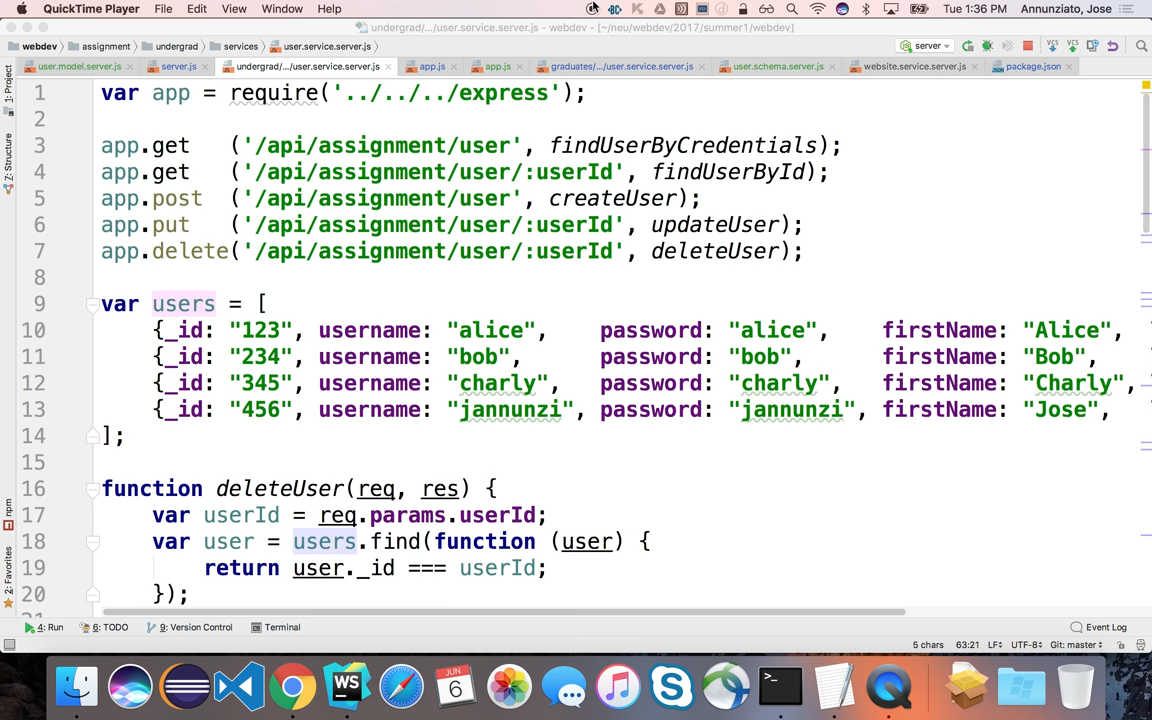 QuickTime Player File Edit View Window Help Tue 1:36 PM Annunziato, Jose
undergrad/.../user.service.server.js - webdev - [~/neu/webdev/2017/summer1/webdev]
webdev assignment undergrad services user.service.server.js server
user.model.server.js server.js undergrad/.../user.service.server.js app.js app.js graduates/.../user.service.server.js user.schema.server.js website.service.server.js package.json
1: Project
7: Structure
npm
2: Favorites
1 var app = require('../../../express');
2
3 app.get ('/api/assignment/user', findUserByCredentials);
4 app.get ('/api/assignment/user/:userId', findUserById);
5 app.post ('/api/assignment/user', createUser);
6 app.put ('/api/assignment/user/:userId', updateUser);
7 app.delete('/api/assignment/user/:userId', deleteUser);
8
9 var users = [
10 {_id: "123", username: "alice", password: "alice", firstName: "Alice",
11 {_id: "234", username: "bob", password: "bob", firstName: "Bob",
12 {_id: "345", username: "charly", password: "charly", firstName: "Charly",
13 {_id: "456", username: "jannunzi", password: "jannunzi", firstName: "Jose",
14 ];
15
16 function deleteUser(req, res) {
17 var userId = req.params.userId;
18 var user = users.find(function (user) {
19 return user._id === userId;
20 });
4: Run 6: TODO 9: Version Control Terminal Event Log
5 chars 63:21 LF÷ UTF-8÷ Git: master÷
WS JUN 6